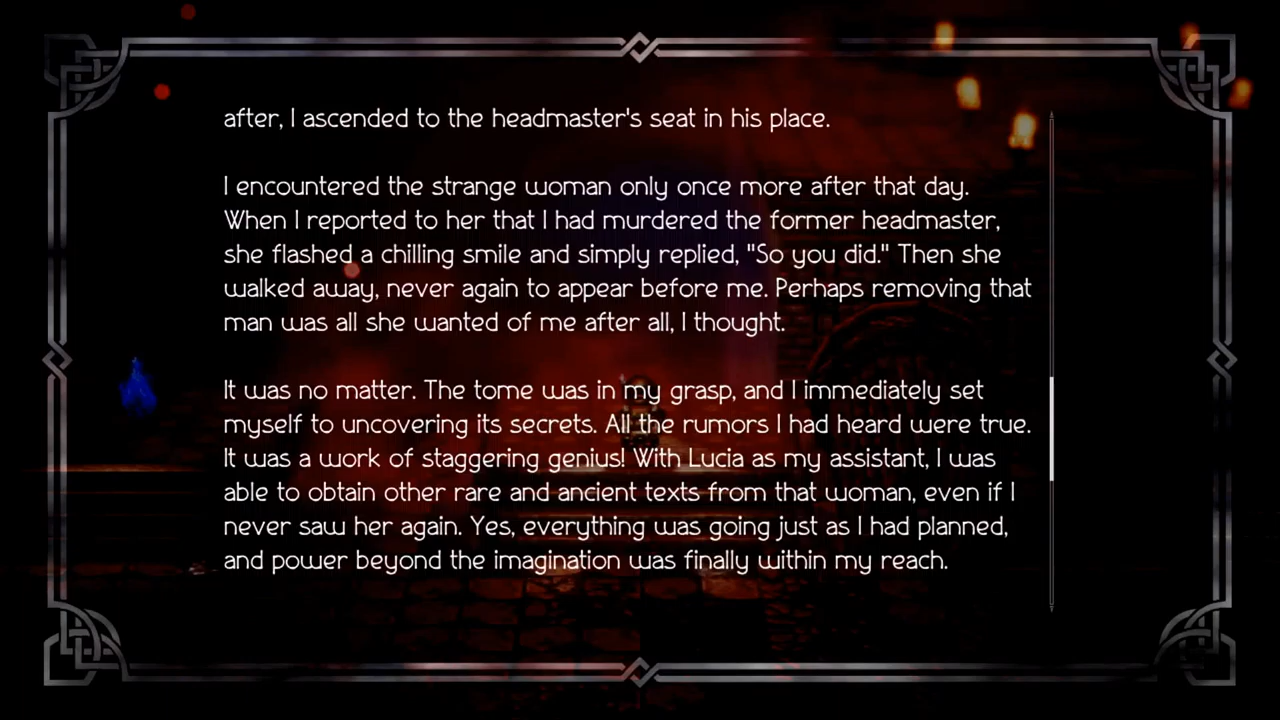 after, I ascended to the headmaster's seat in his place.
I encountered the strange woman only once more after that day.
When I reported to her that I had murdered the former headmaster,
she flashed a chilling smile and simply replied, "So you did." Then she
walked away, never again to appear before me. Perhaps removing that
man was all she wanted of me after all, I thought.
It was no matter. The tome was in my grasp, and I immediately set
myself to uncovering its secrets. All the rumors I had heard were true.
It was a work of staggering genius! With Lucia as my assistant, I was
able to obtain other rare and ancient texts from that woman, even if I
never saw her again. Yes, everything was going just as I had planned,
and power beyond the imagination was finally within my reach.